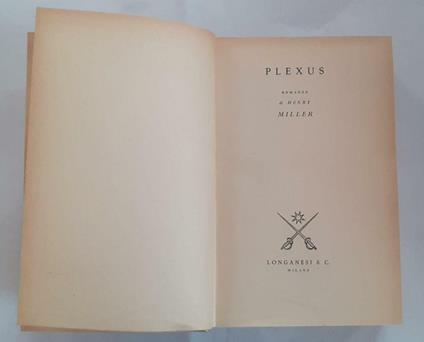 PLEXUS
ROMANZO
di HENRY
MILLER
LONGANESI & C.
MILANO